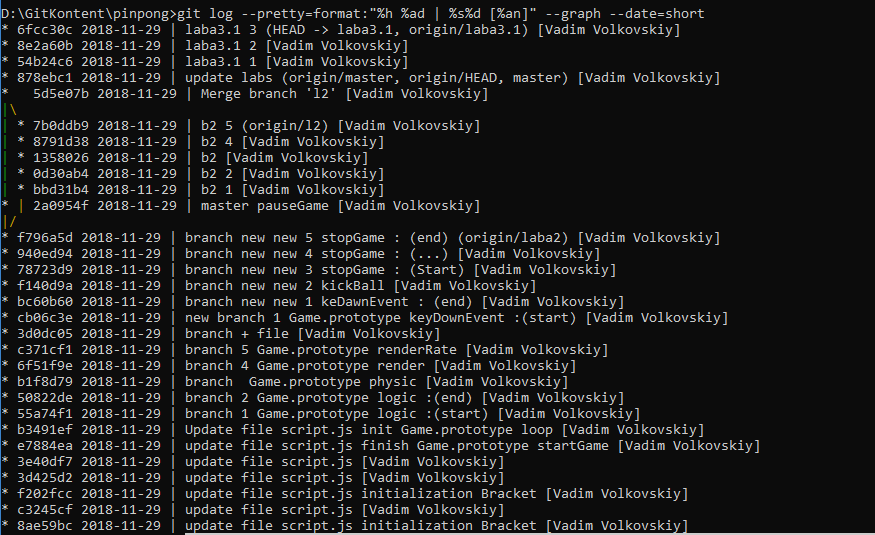 D:\GitKontent\pinpong>git log --pretty=format:"%h %ad | %s%d [%an]" --graph --date=short
* 6fcc30c 2018-11-29 | laba3.1 3 (HEAD -> laba3.1, origin/laba3.1) [Vadim Volkovskiy]
* 8e2a60b 2018-11-29 | laba3.1 2 [Vadim Volkovskiy]
* 54b24c6 2018-11-29 | laba3.1 1 [Vadim Volkovskiy]
* 878ebc1 2018-11-29 | update labs (origin/master, origin/HEAD, master) [Vadim Volkovskiy]
*   5d5e07b 2018-11-29 | Merge branch 'l2' [Vadim Volkovskiy]
|\
| * 7b0ddb9 2018-11-29 | b2 5 (origin/l2) [Vadim Volkovskiy]
| * 8791d38 2018-11-29 | b2 4 [Vadim Volkovskiy]
| * 1358026 2018-11-29 | b2 [Vadim Volkovskiy]
| * 0d30ab4 2018-11-29 | b2 2 [Vadim Volkovskiy]
| * bbd31b4 2018-11-29 | b2 1 [Vadim Volkovskiy]
* | 2a0954f 2018-11-29 | master pauseGame [Vadim Volkovskiy]
|/
* f796a5d 2018-11-29 | branch new new 5 stopGame : (end) (origin/laba2) [Vadim Volkovskiy]
* 940ed94 2018-11-29 | branch new new 4 stopGame : (...) [Vadim Volkovskiy]
* 78723d9 2018-11-29 | branch new new 3 stopGame : (Start) [Vadim Volkovskiy]
* f140d9a 2018-11-29 | branch new new 2 kickBall [Vadim Volkovskiy]
* bc60b60 2018-11-29 | branch new new 1 keDawnEvent : (end) [Vadim Volkovskiy]
* cb06c3e 2018-11-29 | new branch 1 Game.prototype keyDownEvent :(start) [Vadim Volkovskiy]
* 3d0dc05 2018-11-29 | branch + file [Vadim Volkovskiy]
* c371cf1 2018-11-29 | branch 5 Game.prototype renderRate [Vadim Volkovskiy]
* 6f51f9e 2018-11-29 | branch 4 Game.prototype render [Vadim Volkovskiy]
* b1f8d79 2018-11-29 | branch  Game.prototype physic [Vadim Volkovskiy]
* 50822de 2018-11-29 | branch 2 Game.prototype logic :(end) [Vadim Volkovskiy]
* 55a74f1 2018-11-29 | branch 1 Game.prototype logic :(start) [Vadim Volkovskiy]
* b3491ef 2018-11-29 | Update file script.js init Game.prototype loop [Vadim Volkovskiy]
* e7884ea 2018-11-29 | update file script.js finish Game.prototype startGame [Vadim Volkovskiy]
* 3e40df7 2018-11-29 | update file script.js [Vadim Volkovskiy]
* 3d425d2 2018-11-29 | update file script.js [Vadim Volkovskiy]
* f202fcc 2018-11-29 | update file script.js initialization Bracket [Vadim Volkovskiy]
* c3245cf 2018-11-29 | update file script.js [Vadim Volkovskiy]
* 8ae59bc 2018-11-29 | update file script.js initialization Bracket [Vadim Volkovskiy]